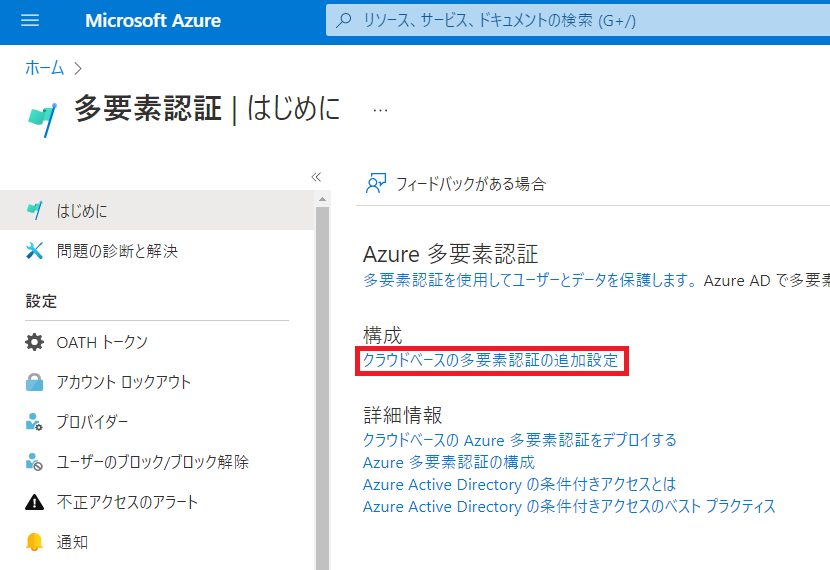 Microsoft Azure
リソース、サービス、ドキュメントの検索 (G+/)
ホーム
多要素認証 | はじめに
...
はじめに
問題の診断と解決
設定
OATH トークン
アカウント ロックアウト
プロバイダー
ユーザーのブロック/ブロック解除
不正アクセスのアラート
通知
フィードバックがある場合
Azure 多要素認証
多要素認証を使用してユーザーとデータを保護します。Azure AD で多要素
構成
クラウドベースの多要素認証の追加設定
詳細情報
クラウドベースの Azure 多要素認証をデプロイする
Azure 多要素認証の構成
Azure Active Directory の条件付きアクセスとは
Azure Active Directory の条件付きアクセスのベスト プラクティス